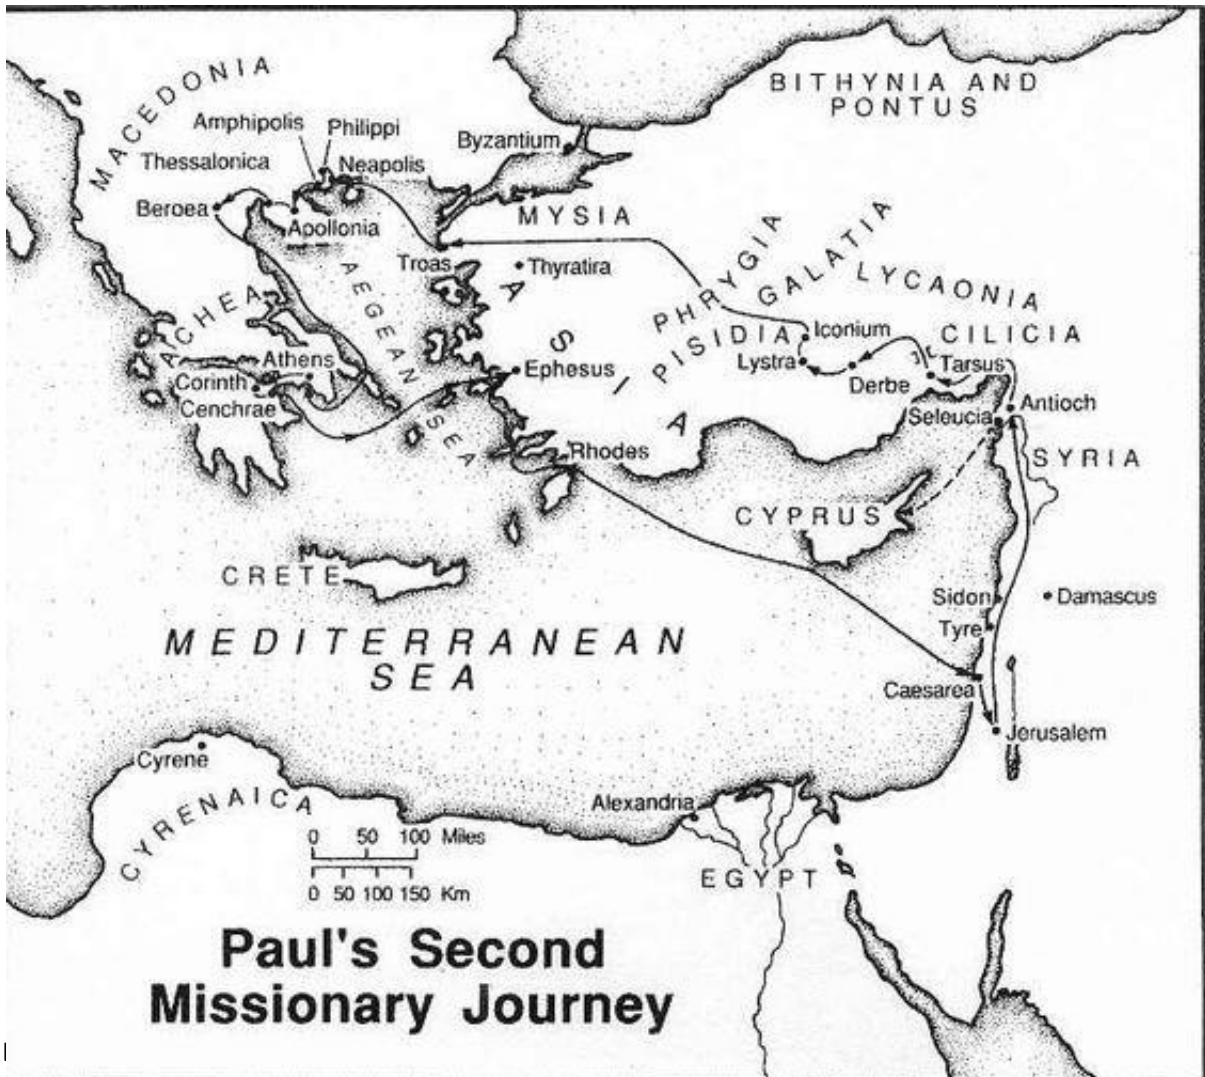 MACEDONIA
BITHYNIA AND
PONTUS
Amphipolis
Philippi
Byzantium
Thessalonica
Neapolis
Beroea
Apollonia
MYSIA
Troas
Thyratira
PHRYGIA
GALATIA
LYCAONIA
AEGEAN SEA
ASIA
ACHEA
PISIDIA
Iconium
CILICIA
Athens
Lystra
Tarsus
Corinth
Ephesus
Derbe
Cenchrae
Antioch
Seleucia
Rhodes
SYRIA
CYPRUS
CRETE
Sidon
Damascus
Tyre
MEDITERRANEAN
SEA
Caesarea
Jerusalem
Cyrene
CYRENAICA
Alexandria
0 50 100 Miles
0 50 100 150 Km
EGYPT
Paul's Second
Missionary Journey